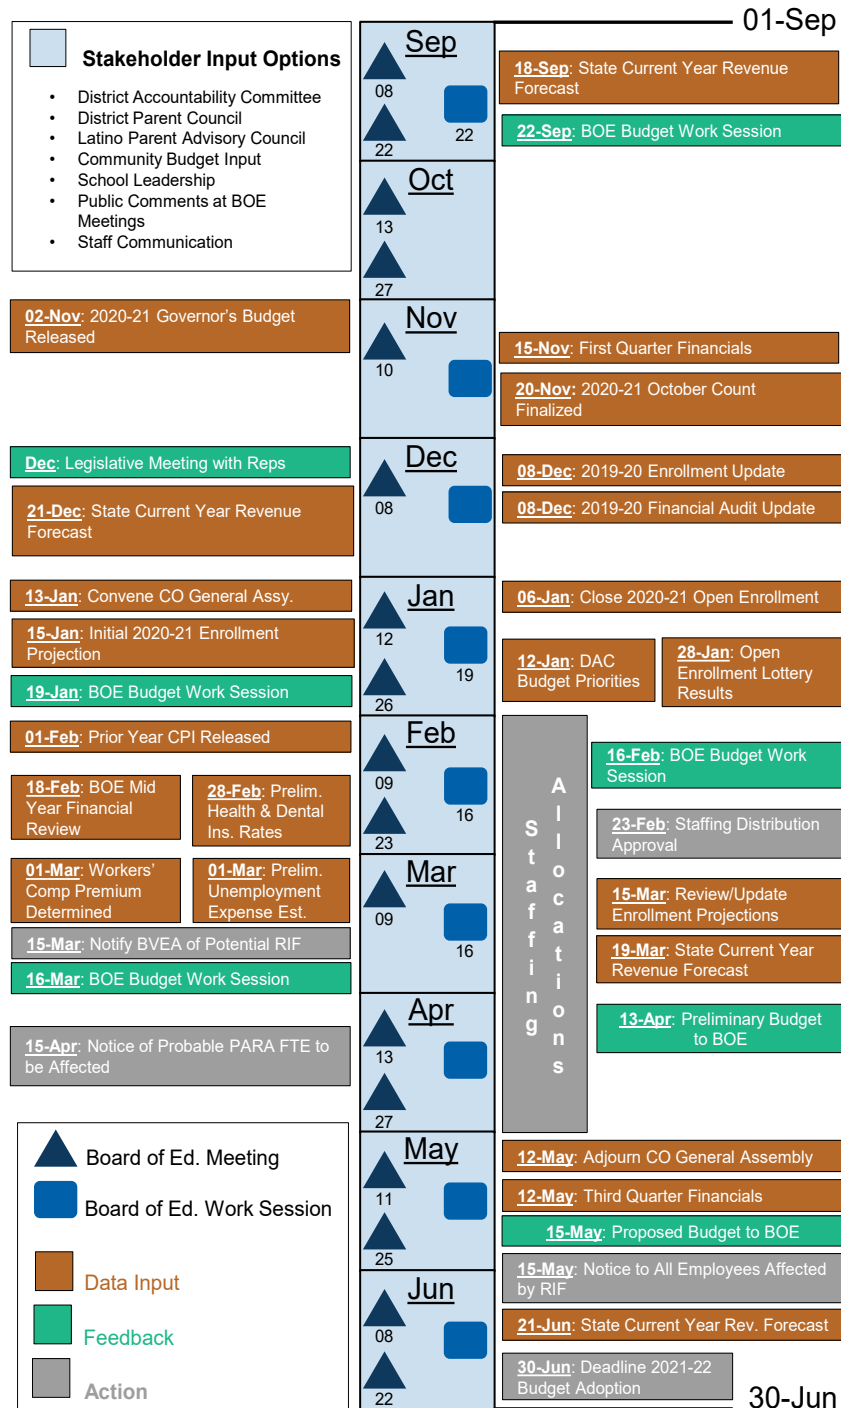 01-Sep
Stakeholder Input Options
• District Accountability Committee
• District Parent Council
• Latino Parent Advisory Council
• Community Budget Input
• School Leadership
• Public Comments at BOE
Meetings
• Staff Communication
Sep
08
22
22
18-Sep: State Current Year Revenue
Forecast
22-Sep: BOE Budget Work Session
Oct
13
27
02-Nov: 2020-21 Governor's Budget
Released
Nov
10
15-Nov: First Quarter Financials
20-Nov: 2020-21 October Count
Finalized
Dec: Legislative Meeting with Reps
21-Dec: State Current Year Revenue
Forecast
Dec
08
08-Dec: 2019-20 Enrollment Update
08-Dec: 2019-20 Financial Audit Update
13-Jan: Convene CO General Assy.
15-Jan: Initial 2020-21 Enrollment
Projection
19-Jan: BOE Budget Work Session
Jan
12
19
26
06-Jan: Close 2020-21 Open Enrollment
12-Jan: DAC
Budget Priorities
28-Jan: Open
Enrollment Lottery
Results
01-Feb: Prior Year CPI Released
18-Feb: BOE Mid
Year Financial
Review
28-Feb: Prelim.
Health & Dental
Ins. Rates
Feb
09
16
23
Staffing
Allocations
16-Feb: BOE Budget Work
Session
23-Feb: Staffing Distribution
Approval
01-Mar: Workers'
Comp Premium
Determined
01-Mar: Prelim.
Unemployment
Expense Est.
15-Mar: Notify BVEA of Potential RIF
16-Mar: BOE Budget Work Session
Mar
09
16
15-Mar: Review/Update
Enrollment Projections
19-Mar: State Current Year
Revenue Forecast
15-Apr: Notice of Probable PARA FTE to
be Affected
Apr
13
27
13-Apr: Preliminary Budget
to BOE
May
11
25
12-May: Adjourn CO General Assembly
12-May: Third Quarter Financials
15-May: Proposed Budget to BOE
15-May: Notice to All Employees Affected
by RIF
Board of Ed. Meeting
Board of Ed. Work Session
Data Input
Feedback
Action
Jun
08
22
21-Jun: State Current Year Rev. Forecast
30-Jun: Deadline 2021-22
Budget Adoption
30-Jun